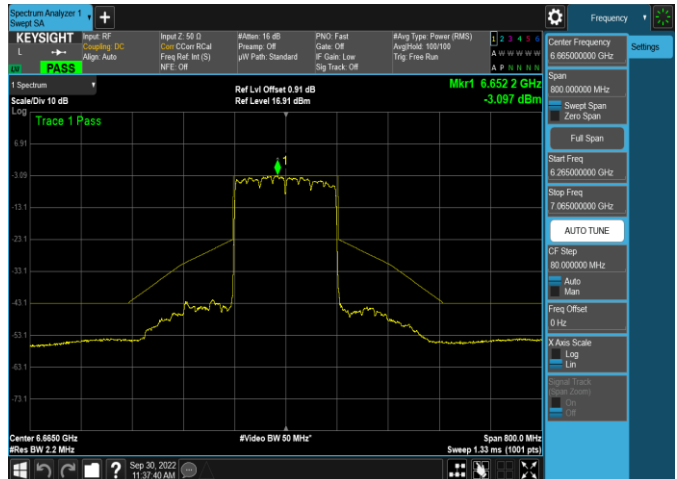 Spectrum Analyzer 1
Swept SA
+
Frequency
KEYSIGHT
L
PASS
Input: RF
Coupling: DC
Align: Auto
Input Z: 50 Ω
Corr CCorr RCal
Freq Ref: Int (S)
NFE: Off
#Atten: 16 dB
Preamp: Off
µW Path: Standard
PNO: Fast
Gate: Off
IF Gain: Low
Sig Track: Off
#Avg Type: Power (RMS)
Avg|Hold: 100/100
Trig: Free Run
1 2 3 4 5 6
A W W W W W
A P N N N N
1 Spectrum
Scale/Div 10 dB
Log
Ref Lvl Offset 0.91 dB
Ref Level 16.91 dBm
Mkr1 6.652 2 GHz
-3.097 dBm
Trace 1 Pass
1
6.91
-3.09
-13.1
-23.1
-33.1
-43.1
-53.1
-63.1
-73.1
Center 6.6650 GHz
#Res BW 2.2 MHz
#Video BW 50 MHz*
Span 800.0 MHz
Sweep 1.33 ms (1001 pts)
Sep 30, 2022
11:37:40 AM
?
Center Frequency
6.665000000 GHz
Span
800.000000 MHz
Swept Span
Zero Span
Full Span
Start Freq
6.265000000 GHz
Stop Freq
7.065000000 GHz
AUTO TUNE
CF Step
80.000000 MHz
Auto
Man
Freq Offset
0 Hz
X Axis Scale
Log
Lin
Signal Track
(Span Zoom)
On
Off
Settings